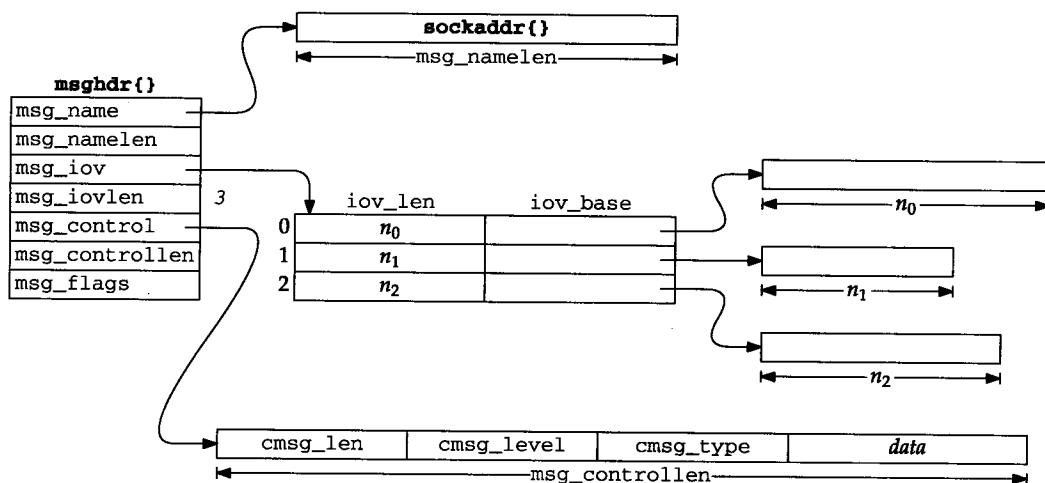 sockaddr{}
msg_namelen
msghdr{}
msg_name
msg_namelen
msg_iov
msg_iovlen 3
msg_control
msg_controllen
msg_flags
iov_len iov_base
0 n₀
1 n₁
2 n₂
n₀
n₁
n₂
cmsg_len cmsg_level cmsg_type data
msg_controllen